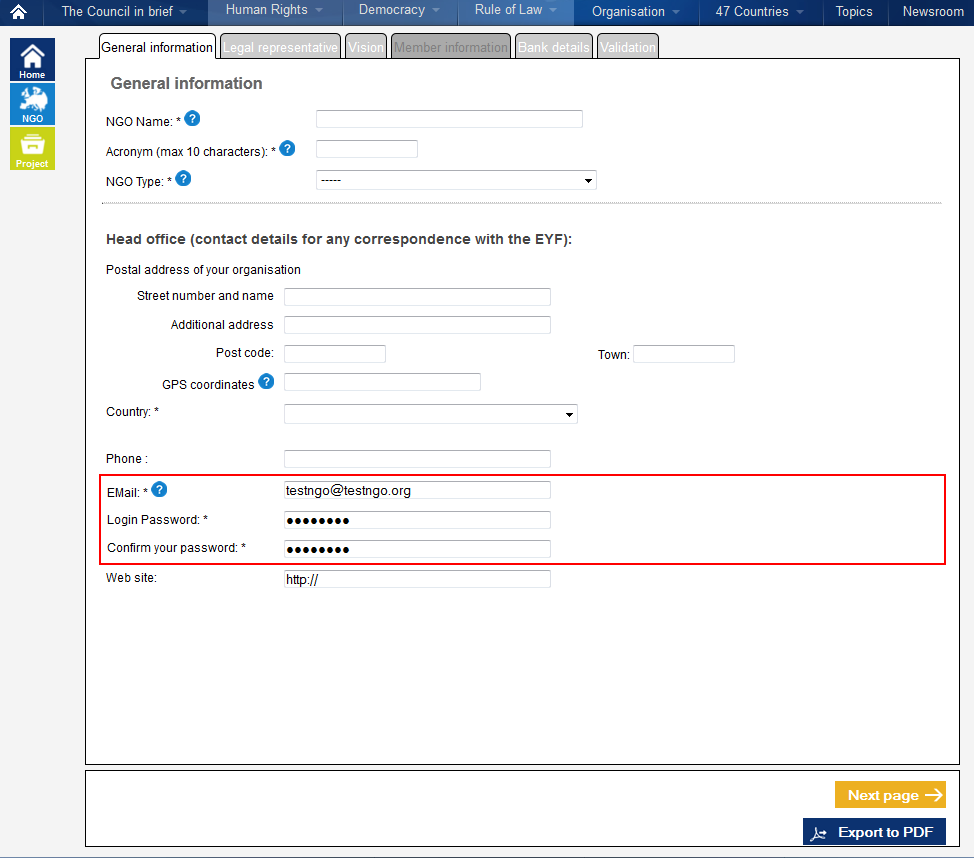 The Council in brief Human Rights Democracy Rule of Law Organisation 47 Countries Topics Newsroom
Home
NGO
Project
General information Legal representative Vision Member information Bank details Validation
General information
NGO Name: * ?
Acronym (max 10 characters): * ?
NGO Type: * ? -----
Head office (contact details for any correspondence with the EYF):
Postal address of your organisation
Street number and name
Additional address
Post code: Town:
GPS coordinates ?
Country: *
Phone :
EMail: * ? testngo@testngo.org
Login Password: * ●●●●●●●●
Confirm your password: * ●●●●●●●●
Web site: http://
Next page →
Export to PDF